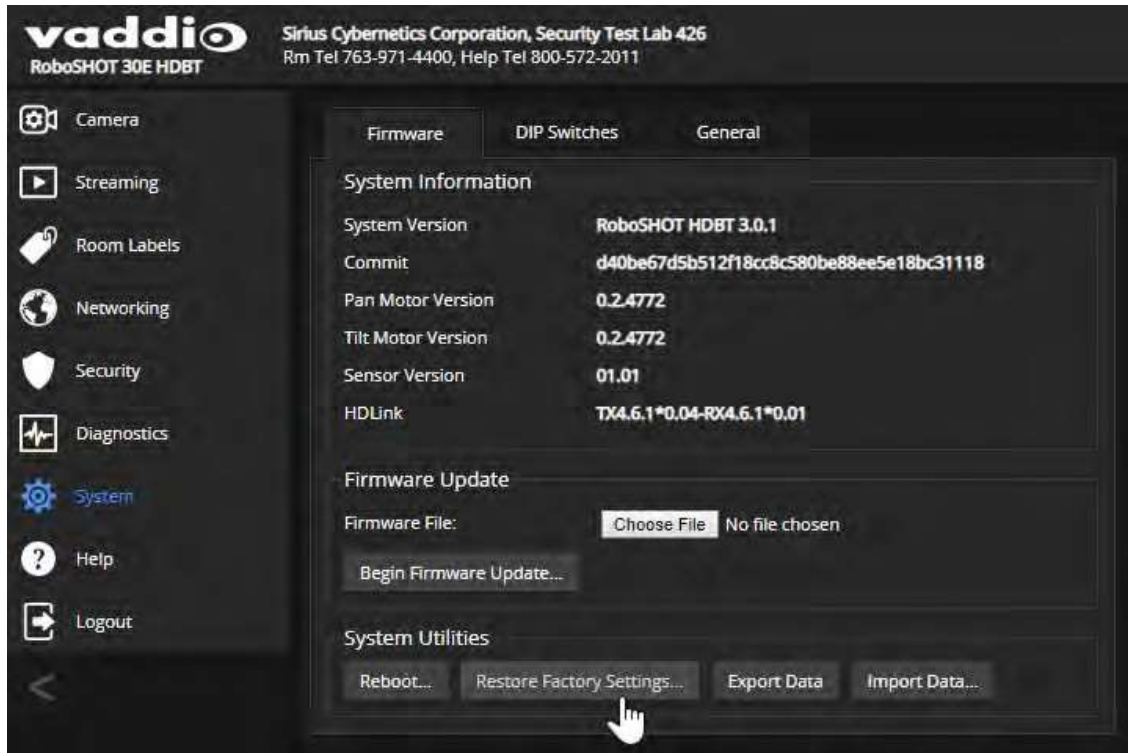 vaddio
RoboSHOT 30E HDBT
Sirius Cybernetics Corporation, Security Test Lab 426
Rm Tel 763-971-4400, Help Tel 800-572-2011
Camera
Streaming
Room Labels
Networking
Security
Diagnostics
System
Help
Logout
Firmware DIP Switches General
System Information
System Version RoboSHOT HDBT 3.0.1
Commit d40be67d5b512f18cc8c580be88ee5e18bc31118
Pan Motor Version 0.2.4772
Tilt Motor Version 0.2.4772
Sensor Version 01.01
HDLink TX4.6.1*0.04-RX4.6.1*0.01
Firmware Update
Firmware File: Choose File No file chosen
Begin Firmware Update...
System Utilities
Reboot... Restore Factory Settings... Export Data Import Data...